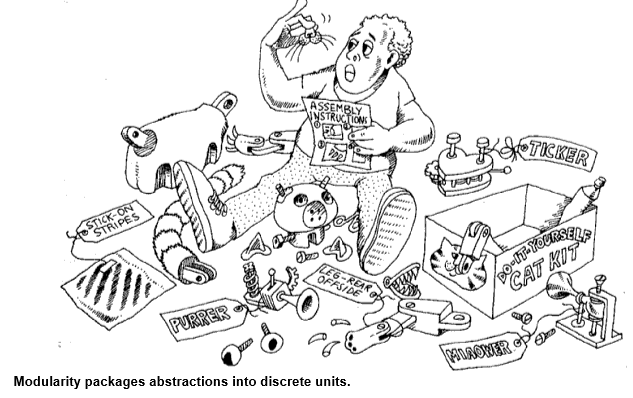 ASSEMBLY
INSTRUCTIONS
TICKER
STICK-ON
STRIPES
DO-IT-YOURSELF
CAT KIT
LEG-REAR
OFFSIDE
PURRER
MIAOWER
Modularity packages abstractions into discrete units.